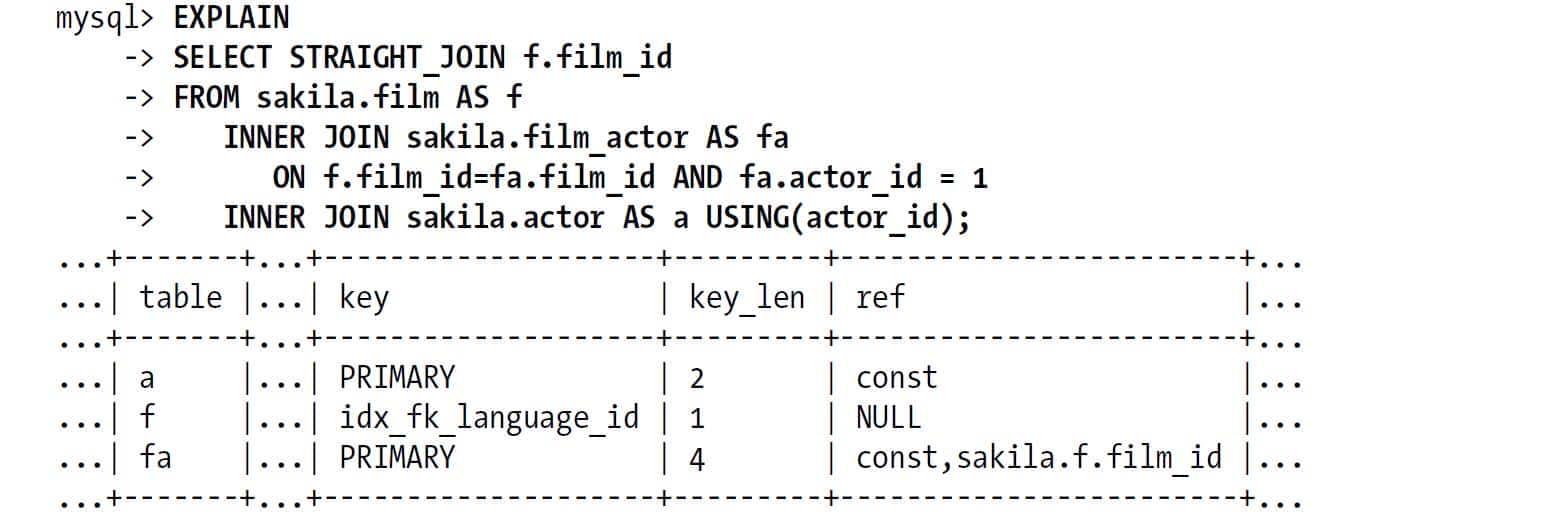 mysql> EXPLAIN
    -> SELECT STRAIGHT_JOIN f.film_id
    -> FROM sakila.film AS f
    ->    INNER JOIN sakila.film_actor AS fa
    ->       ON f.film_id=fa.film_id AND fa.actor_id = 1
    ->    INNER JOIN sakila.actor AS a USING(actor_id);
...+-------+...+--------------------+---------+------------------------+...
...| table |...| key                | key_len | ref                    |...
...+-------+...+--------------------+---------+------------------------+...
...| a     |...| PRIMARY            | 2       | const                  |...
...| f     |...| idx_fk_language_id | 1       | NULL                   |...
...| fa    |...| PRIMARY            | 4       | const,sakila.f.film_id |...
...+-------+...+--------------------+---------+------------------------+...